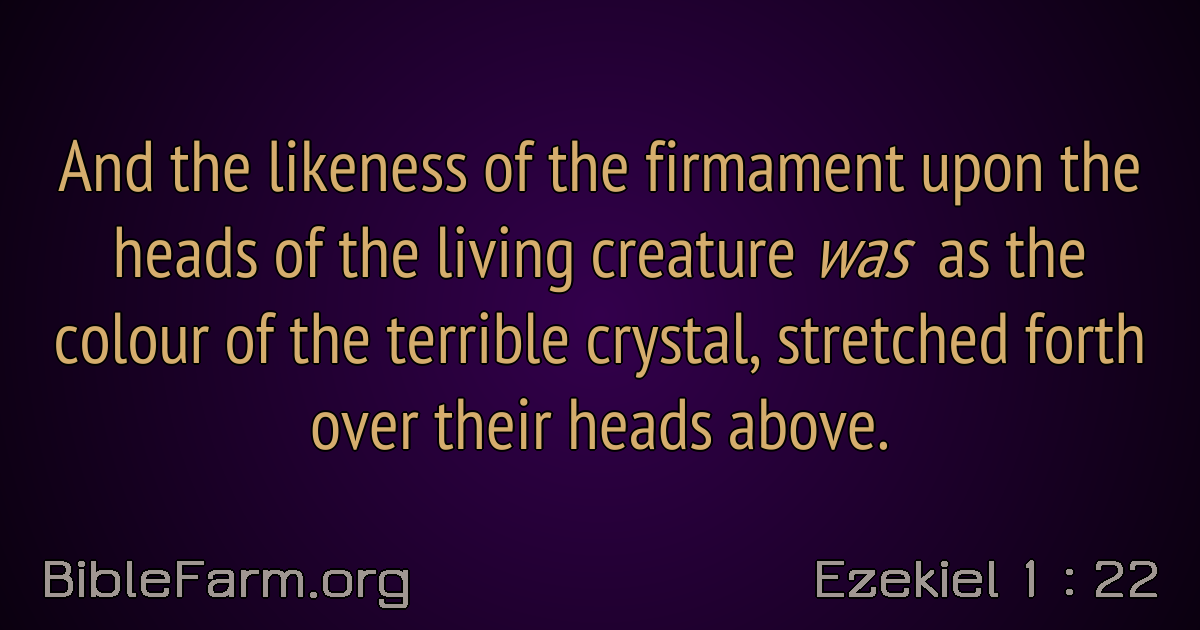 And the likeness of the firmament upon the
heads of the living creature was as the
colour of the terrible crystal, stretched forth
over their heads above.
BibleFarm.org
Ezekiel 1 : 22